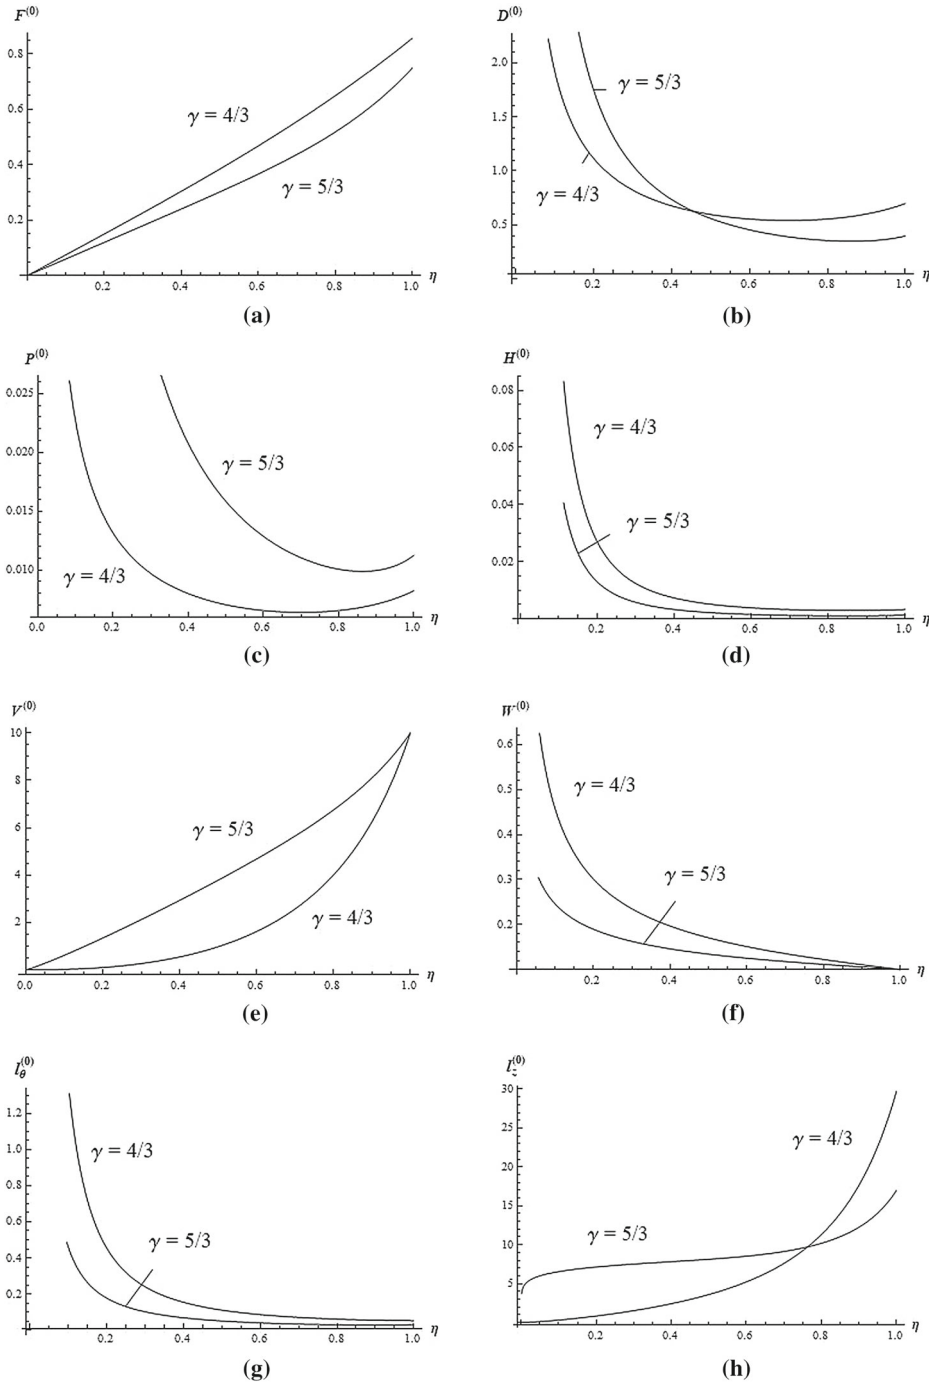 F^(0)
0.8
0.6
0.4
0.2
γ = 4/3
γ = 5/3
0.2 0.4 0.6 0.8 1.0 η
(a)
D^(0)
2.0
1.5
1.0
0.5
0
γ = 5/3
γ = 4/3
0.2 0.4 0.6 0.8 1.0 η
(b)
P^(0)
0.025
0.020
0.015
0.010
γ = 5/3
γ = 4/3
0.0 0.2 0.4 0.6 0.8 1.0 η
(c)
H^(0)
0.08
0.06
0.04
0.02
γ = 4/3
γ = 5/3
0.2 0.4 0.6 0.8 1.0 η
(d)
V^(0)
10
8
6
4
2
γ = 5/3
γ = 4/3
0.0 0.2 0.4 0.6 0.8 1.0 η
(e)
W^(0)
0.6
0.5
0.4
0.3
0.2
γ = 4/3
γ = 5/3
0.2 0.4 0.6 0.8 1.0 η
(f)
l_θ^(0)
1.2
1.0
0.8
0.6
0.4
0.2
γ = 4/3
γ = 5/3
0.2 0.4 0.6 0.8 1.0 η
(g)
l_z^(0)
30
25
20
15
10
5
γ = 4/3
γ = 5/3
0.2 0.4 0.6 0.8 1.0 η
(h)